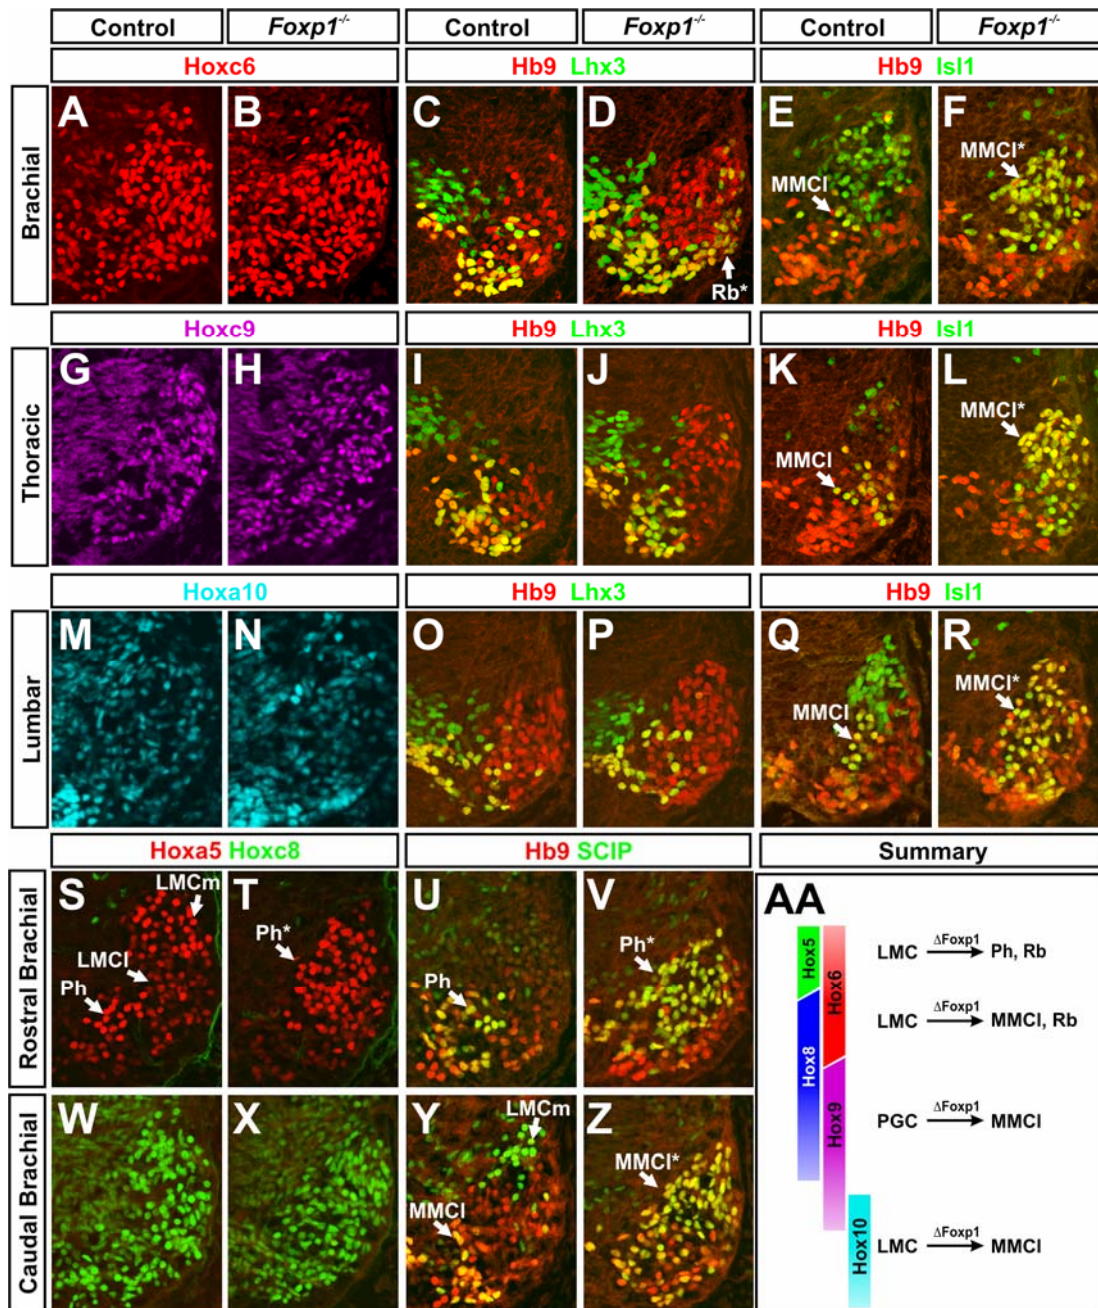 Control Foxp1-/- Control Foxp1-/- Control Foxp1-/-
Hoxc6 Hb9 Lhx3 Hb9 Isl1
Brachial
A B C D E F
MMCl MMCl*
Rb*
Hoxc9 Hb9 Lhx3 Hb9 Isl1
Thoracic
G H I J K L
MMCl MMCl*
Hoxa10 Hb9 Lhx3 Hb9 Isl1
Lumbar
M N O P Q R
MMCl MMCl*
Hoxa5 Hoxc8 Hb9 SCIP Summary
Rostral Brachial
S T U V
LMCm
LMCl
Ph
Ph*
Ph
Ph*
Caudal Brachial
W X Y Z
LMCm
MMCl
MMCl*
AA
Hox5
Hox6
Hox8
Hox9
Hox10
LMC ΔFoxp1 Ph, Rb
LMC ΔFoxp1 MMCl, Rb
PGC ΔFoxp1 MMCl
LMC ΔFoxp1 MMCl